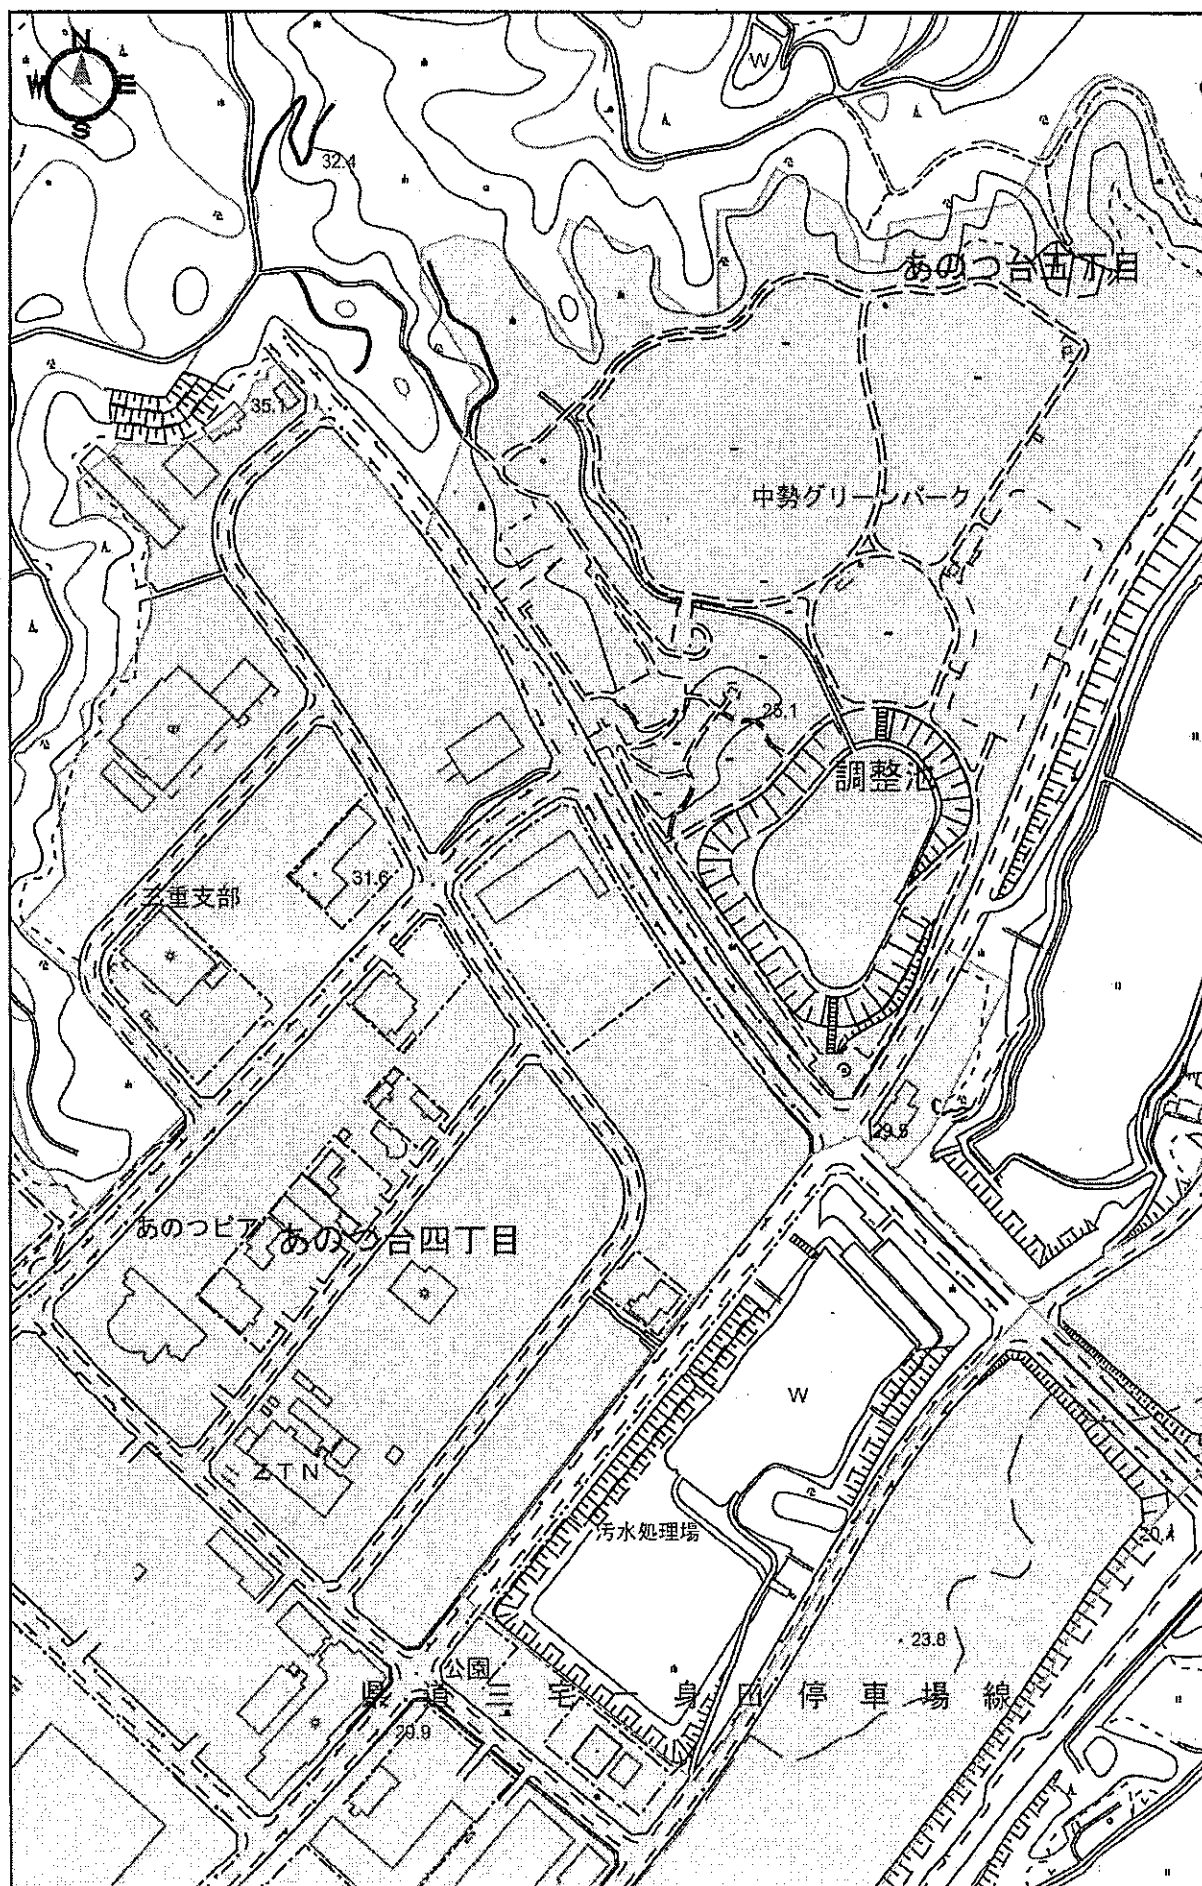 N
W
E
S
W
32.4
あのつ台五丁目
35.1
中勢グリーンパーク
調整池
31.6
三重支部
29.5
あのつピア
あのつ台四丁目
W
ZTN
汚水処理場
20.4
23.8
公園
県道三宅一身田停車場線
29.9